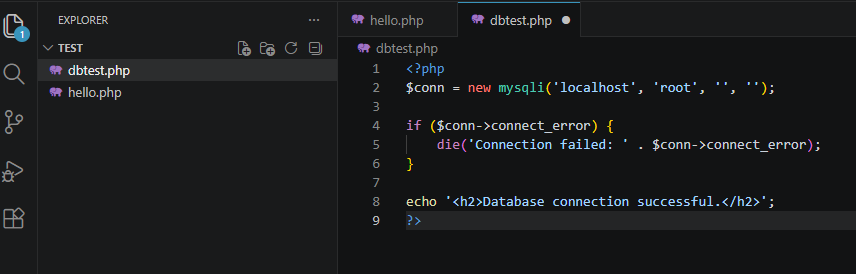 1
EXPLORER
TEST
dbtest.php
hello.php
hello.php
dbtest.php
dbtest.php
1 <?php
2 $conn = new mysqli('localhost', 'root', '', '');
3
4 if ($conn->connect_error) {
5     die('Connection failed: ' . $conn->connect_error);
6 }
7
8 echo '<h2>Database connection successful.</h2>';
9 ?>